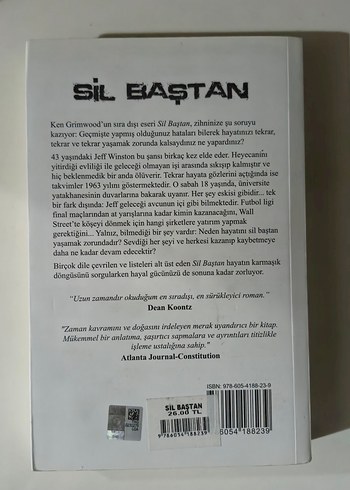 SİL BAŞTAN
Ken Grimwood'un sıra dışı eseri Sil Baştan, zihninize şu soruyu
kazıyor: Geçmişte yapmış olduğunuz hataları bilerek hayatınızı tekrar,
tekrar ve tekrar yaşamak zorunda kalsaydınız ne yapardınız?
43 yaşındaki Jeff Winston bu şansı birkaç kez elde eder. Heyecanını
yitirdiği evliliği ile geleceği olmayan işi arasında sıkışıp kalmıştır ve
hiç beklenmedik bir anda ölüverir. Tekrar hayata gözlerini açtığında ise
takvimler 1963 yılını göstermektedir. O sabah 18 yaşında, üniversite
yatakhanesinin duvarlarına bakarak uyanır. Her şey eskisi gibidir... tek
bir fark dışında: Jeff geleceği avcunun içi gibi bilmektedir. Futbol ligi
final maçlarından at yarışlarına kadar kimin kazanacağını, Wall
Street'te köşeyi dönmek için hangi şirketlere yatırım yapmak
gerektiğini... Yalnız, bilmediği bir şey vardır: Neden hayatını sil baştan
yaşamak zorundadır? Sevdiği her şeyi ve herkesi kazanıp kaybetmeye
daha ne kadar devam edecektir?
Birçok dile çevrilen ve listeleri alt üst eden Sil Baştan hayatın karmaşık
döngüsünü sorgularken hayal gücünüzü de sonuna kadar zorluyor.
"Uzun zamandır okuduğum en sıradışı, en sürükleyici roman."
Dean Koontz
"Zaman kavramını ve doğasını irdeleyen merak uyandırıcı bir kitap.
Mükemmel bir anlatıma, şaşırtıcı sapmalara ve ayrıntıları titizlikle
işleme ustalığına sahip."
Atlanta Journal-Constitution
ISBN: 978-605-4188-23-9
SİL BAŞTAN
26.00 TL
9786054188239
6054188239